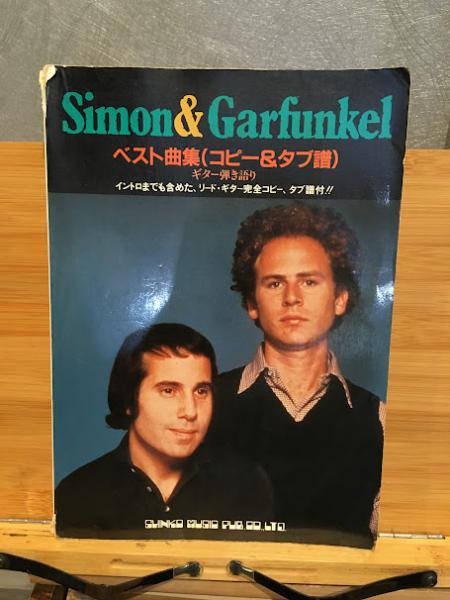 Simon & Garfunkel
ベスト曲集(コピー&タブ譜)
ギター弾き語り
イントロまでも含めた、リード・ギター完全コピー、タブ譜付!!
SHINKO MUSIC PUB. CO., LTD.